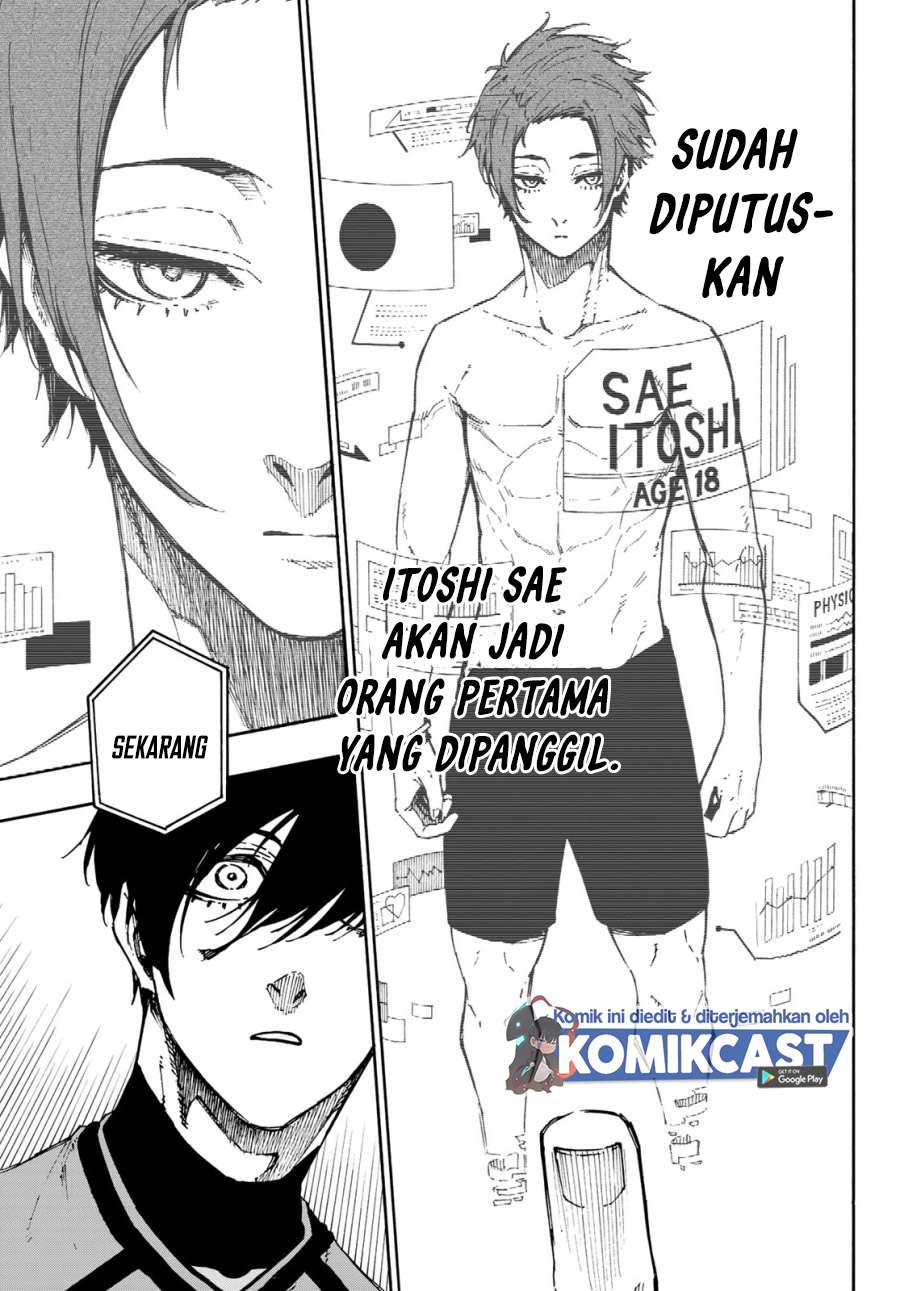 SUDAH
DIPUTUS-
KAN
SAE
ITOSHI
AGE 18
PHYSIC
ITOSHI SAE
AKAN JADI
ORANG PERTAMA
YANG DIPANGGIL.
SEKARANG
Komik ini diedit & diterjemahkan oleh
KOMIKCAST
GET IT ON
Google Play